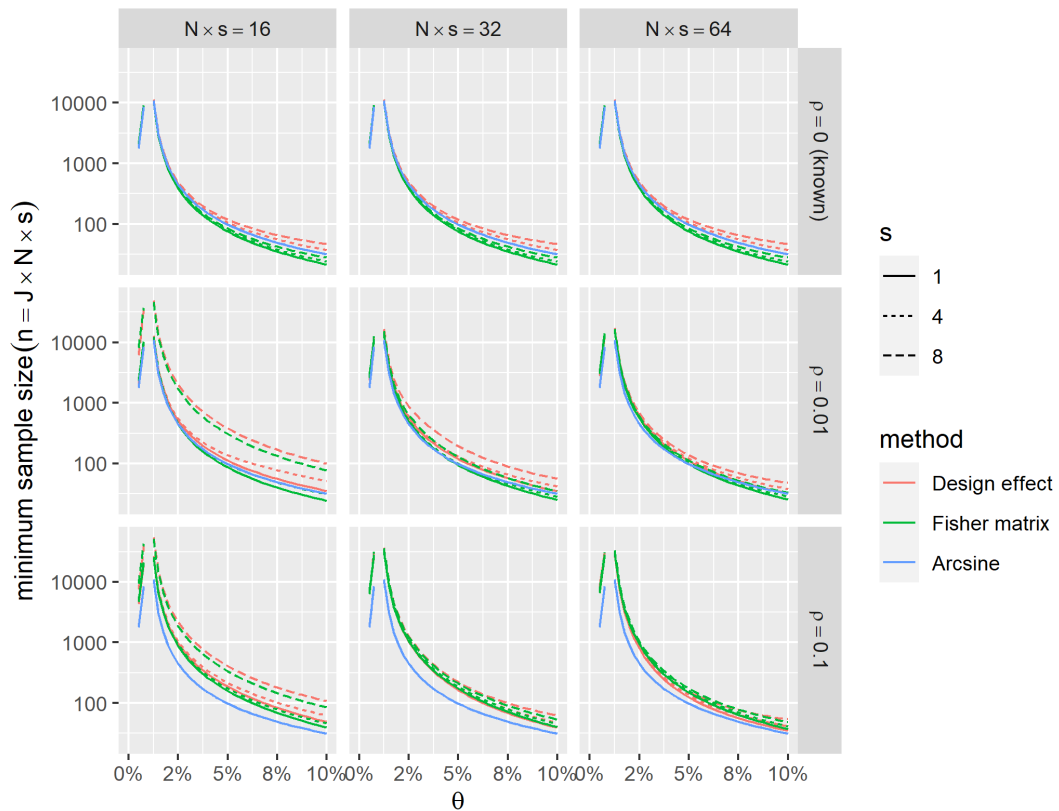 N × s = 16
N × s = 32
N × s = 64
10000
1000
100
ρ = 0 (known)
10000
1000
100
ρ = 0.01
10000
1000
100
ρ = 0.1
minimum sample size(n = J × N × s)
0% 2% 5% 8% 10%
0% 2% 5% 8% 10%
0% 2% 5% 8% 10%
θ
s
1
4
8
method
Design effect
Fisher matrix
Arcsine